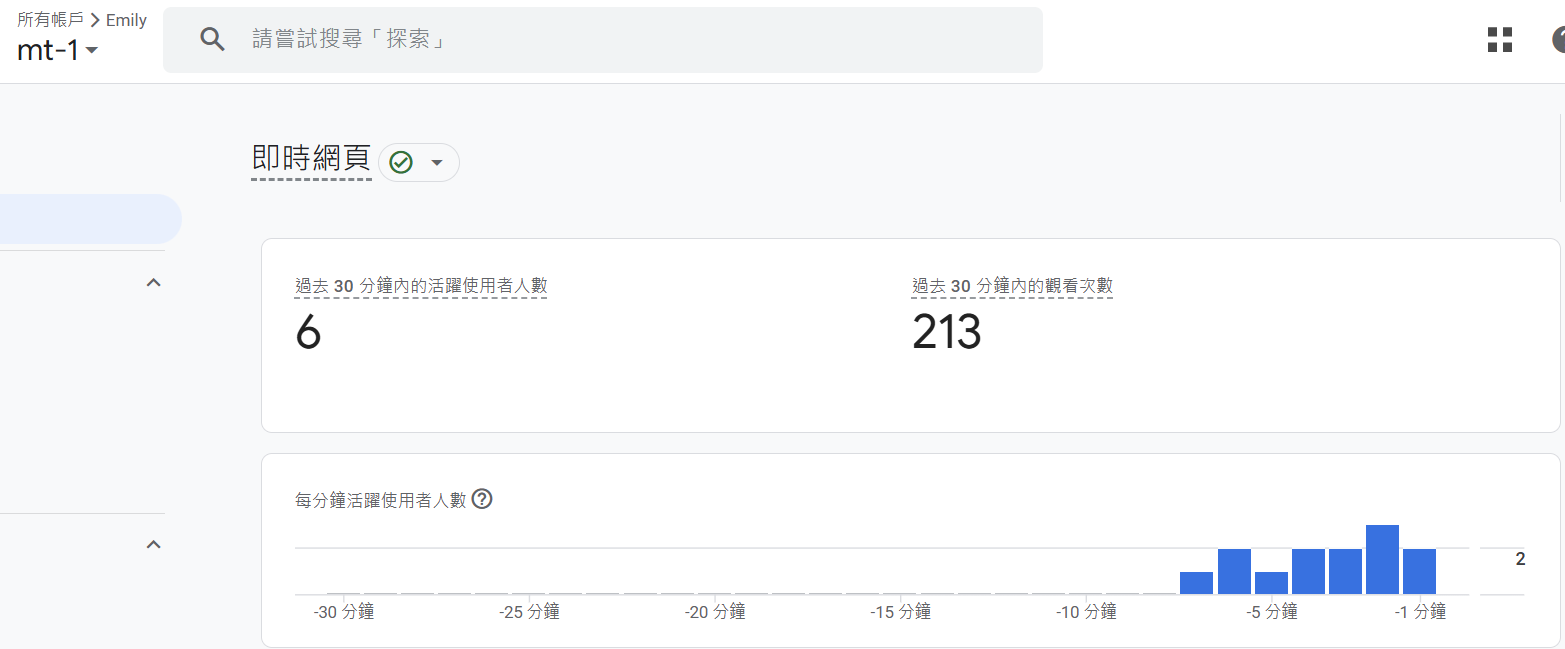 所有帳戶 > Emily
mt-1
請嘗試搜尋「探索」
即時網頁
過去 30 分鐘內的活躍使用者人數
過去 30 分鐘內的觀看次數
6
213
每分鐘活躍使用者人數
2
-30 分鐘
-25 分鐘
-20 分鐘
-15 分鐘
-10 分鐘
-5 分鐘
-1 分鐘